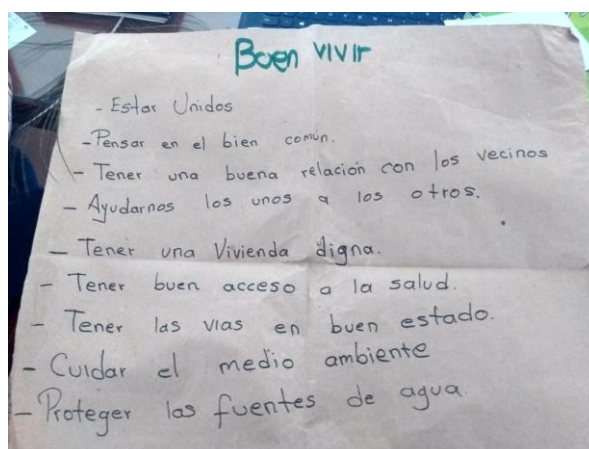 Buen vivir
- Estar Unidos
- Pensar en el bien común.
- Tener una buena relación con los vecinos
- Ayudarnos los unos a los otros.
- Tener una Vivienda digna.
- Tener buen acceso a la salud.
- Tener las vias en buen estado.
- Cuidar el medio ambiente
- Proteger las fuentes de agua.